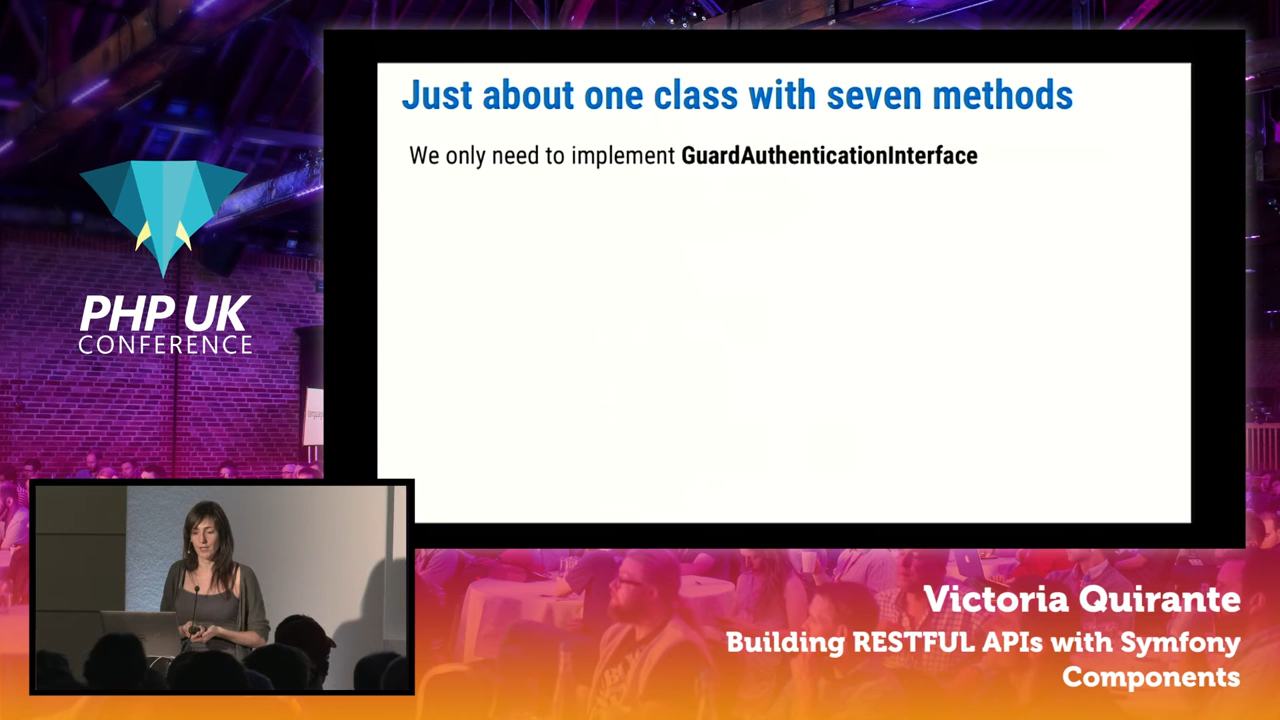 Just about one class with seven methods
We only need to implement GuardAuthenticationInterface
PHP UK
CONFERENCE
Victoria Quirante
Building RESTFUL APIs with Symfony
Components